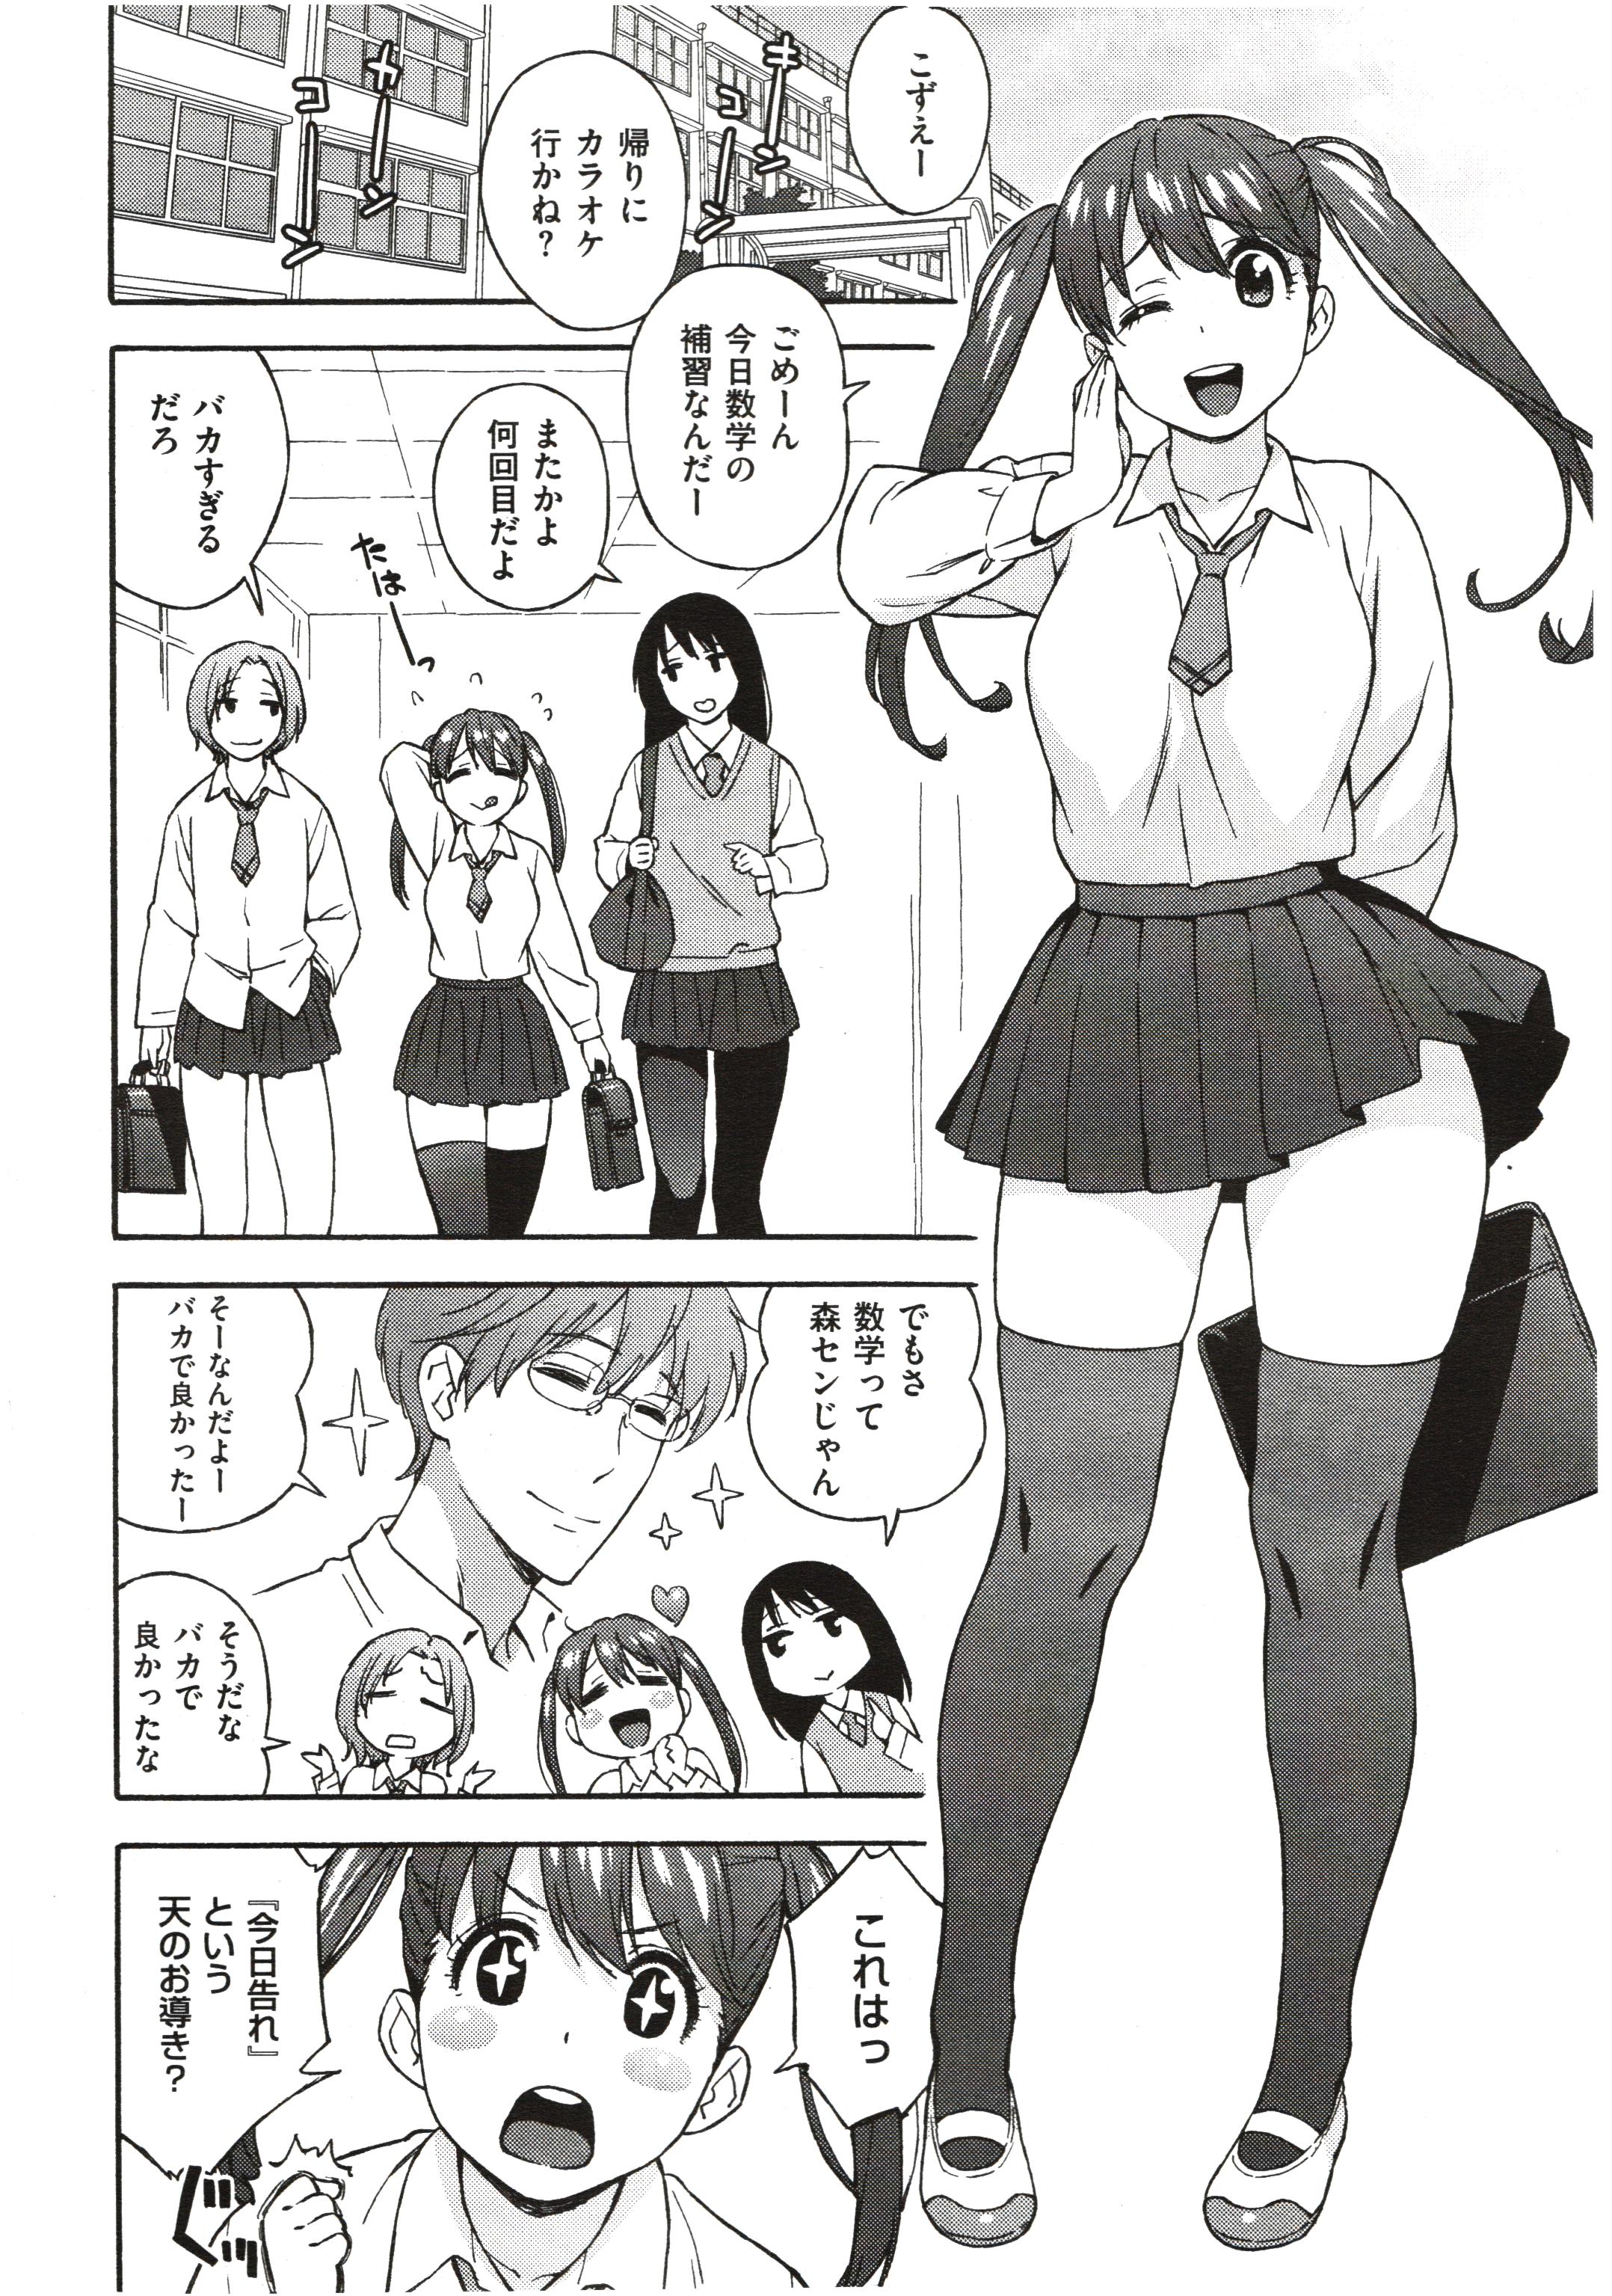 こずえー
キーン
コーン
カーン
コーン
帰りに
カラオケ
行かね？
ごめーん
今日数学の
補習なんだー
またかよ
何回目だよ
たはーっ
バカすぎる
だろ
でもさ
数学って
森センじゃん
そーなんだよー
バカで良かったー
そうだな
バカで
良かったな
これはっ
『今日告れ』
という
天のお導き？
グッ